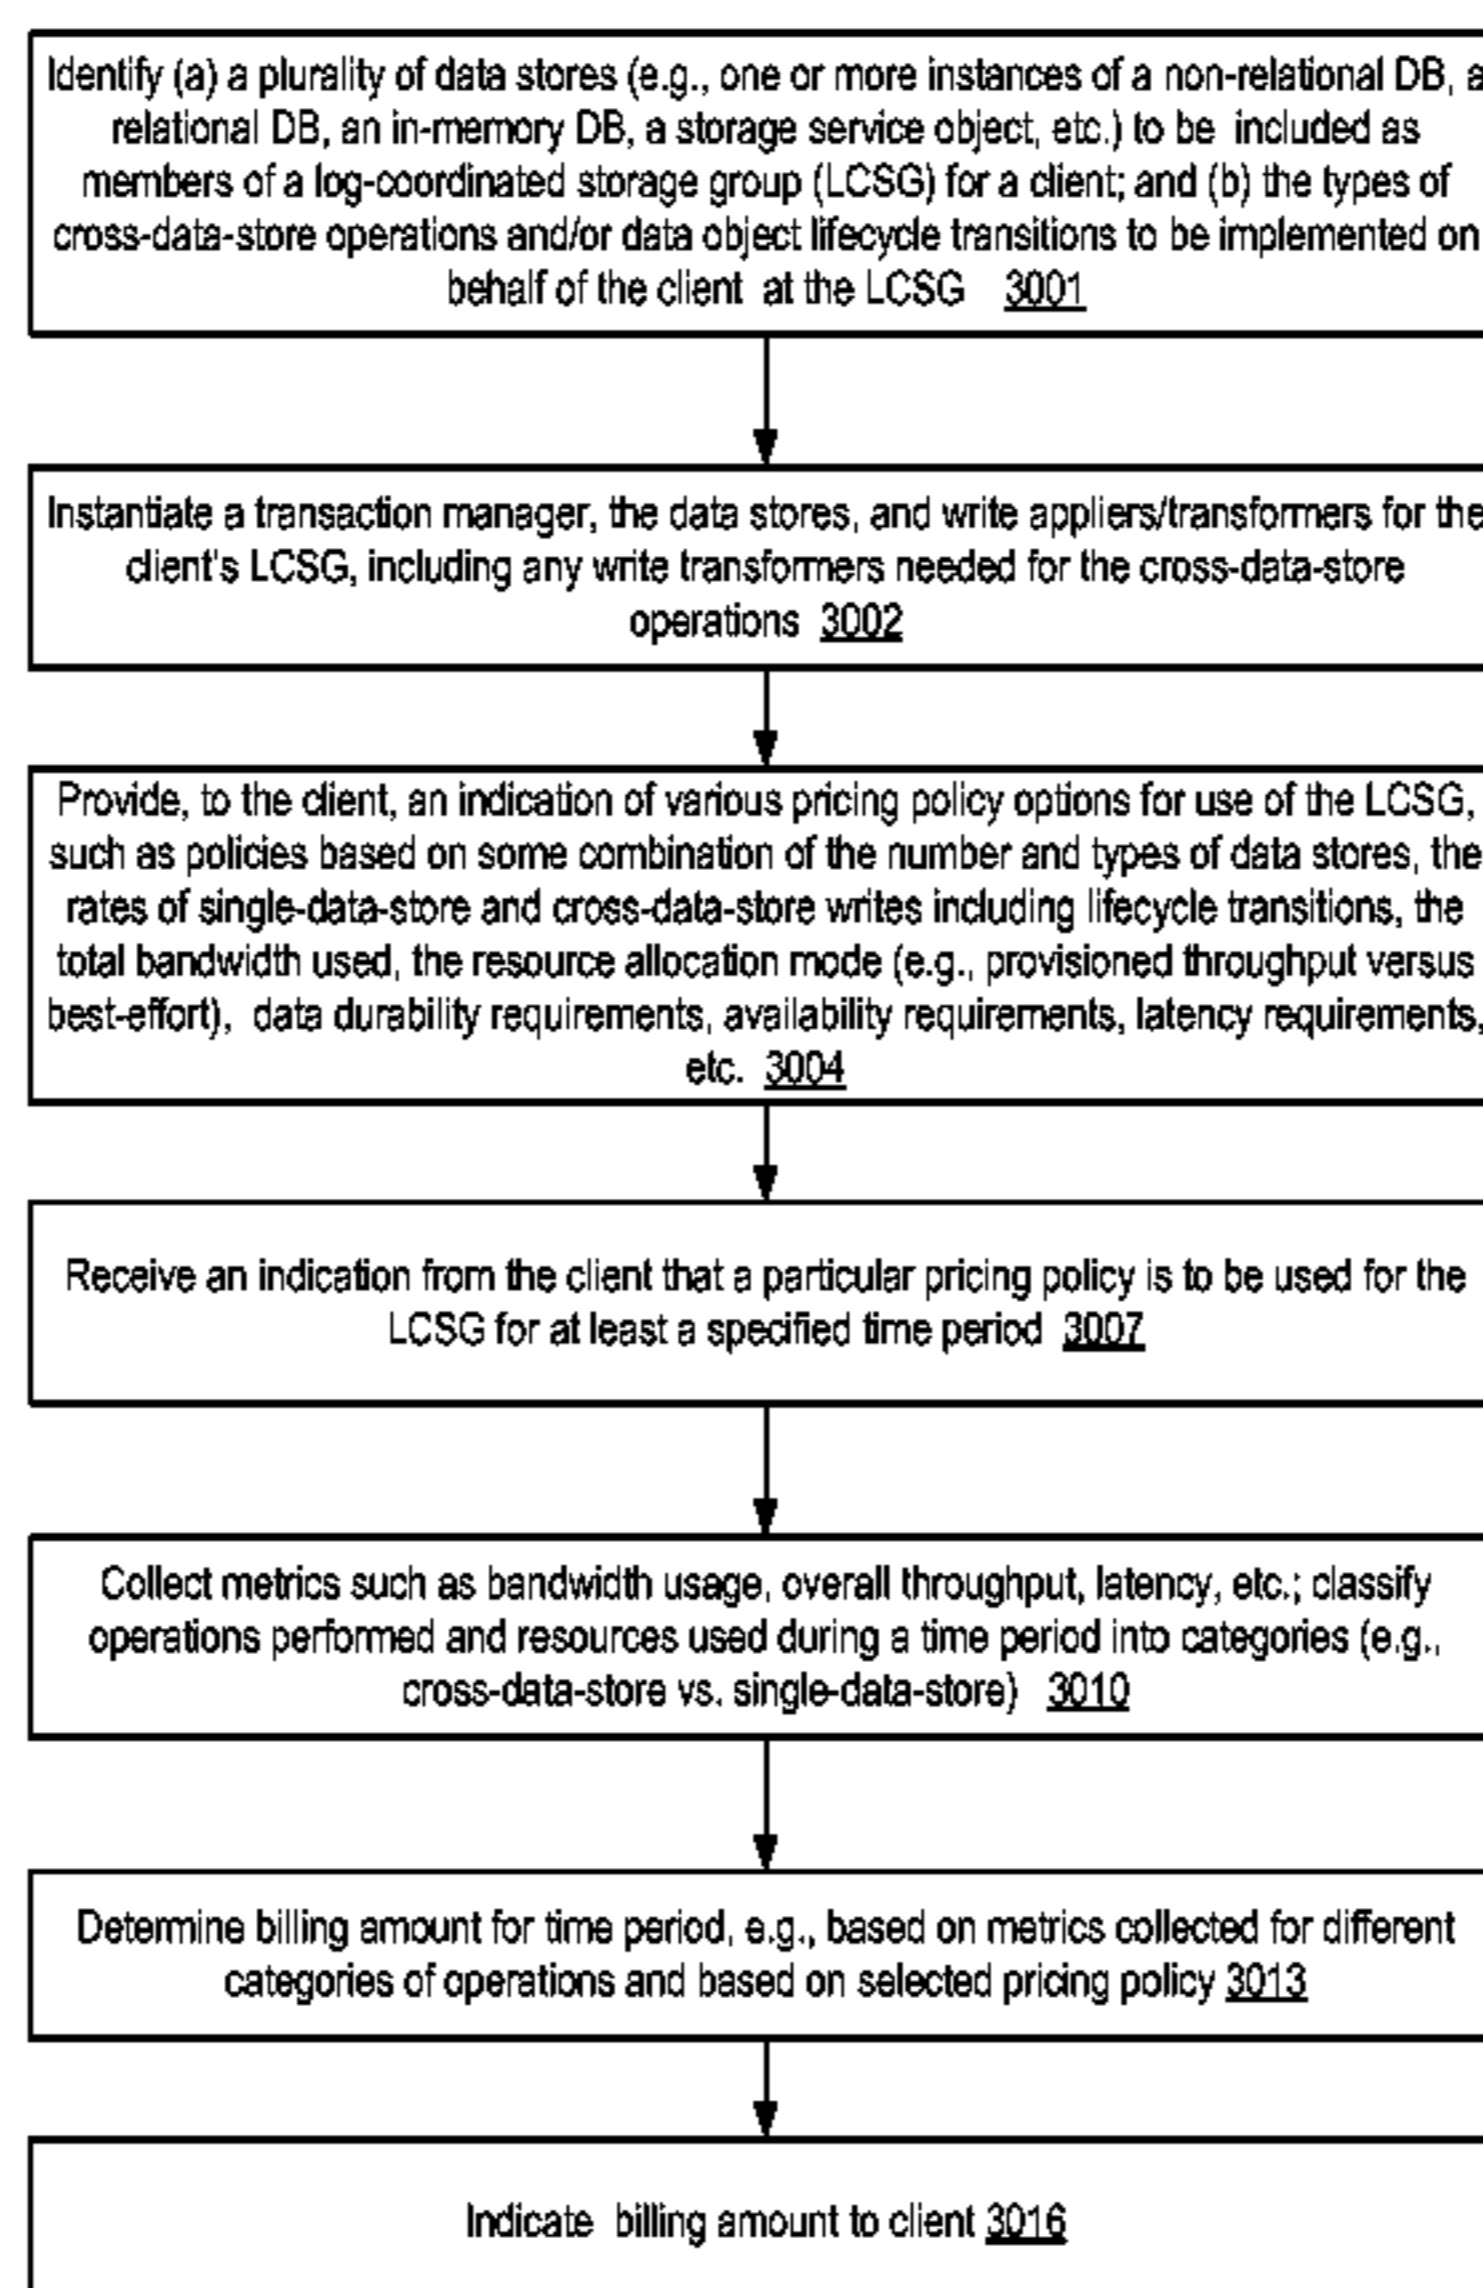 Identify (a) a plurality of data stores (e.g., one or more instances of a non-relational DB, a
relational DB, an in-memory DB, a storage service object, etc.) to be included as
members of a log-coordinated storage group (LCSG) for a client; and (b) the types of
cross-data-store operations and/or data object lifecycle transitions to be implemented on
behalf of the client at the LCSG 3001
Instantiate a transaction manager, the data stores, and write appliers/transformers for the
client's LCSG, including any write transformers needed for the cross-data-store
operations 3002
Provide, to the client, an indication of various pricing policy options for use of the LCSG,
such as policies based on some combination of the number and types of data stores, the
rates of single-data-store and cross-data-store writes including lifecycle transitions, the
total bandwidth used, the resource allocation mode (e.g., provisioned throughput versus
best-effort), data durability requirements, availability requirements, latency requirements,
etc. 3004
Receive an indication from the client that a particular pricing policy is to be used for the
LCSG for at least a specified time period 3007
Collect metrics such as bandwidth usage, overall throughput, latency, etc.; classify
operations performed and resources used during a time period into categories (e.g.,
cross-data-store vs. single-data-store) 3010
Determine billing amount for time period, e.g., based on metrics collected for different
categories of operations and based on selected pricing policy 3013
Indicate billing amount to client 3016